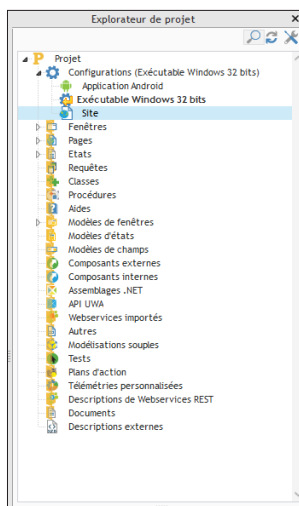 Explorateur de projet
Projet
Configurations (Exécutable Windows 32 bits)
Application Android
Exécutable Windows 32 bits
Site
Fenêtres
Pages
Etats
Requêtes
Classes
Procédures
Aides
Modèles de fenêtres
Modèles d'états
Modèles de champs
Composants externes
Composants internes
Assemblages .NET
API UWA
Webservices importés
Autres
Modélisations souples
Tests
Plans d'action
Télémétries personnalisées
Descriptions de Webservices REST
Documents
Descriptions externes